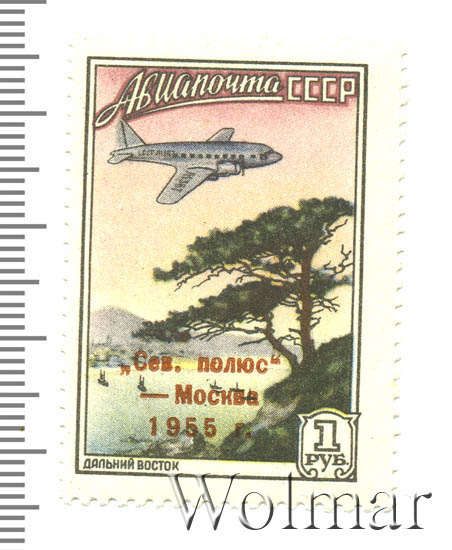 Авиапочта СССР
„Сев. полюс“
— Москва
1955 г.
1
РУБ.
ДАЛЬНИЙ ВОСТОК
Wolmar